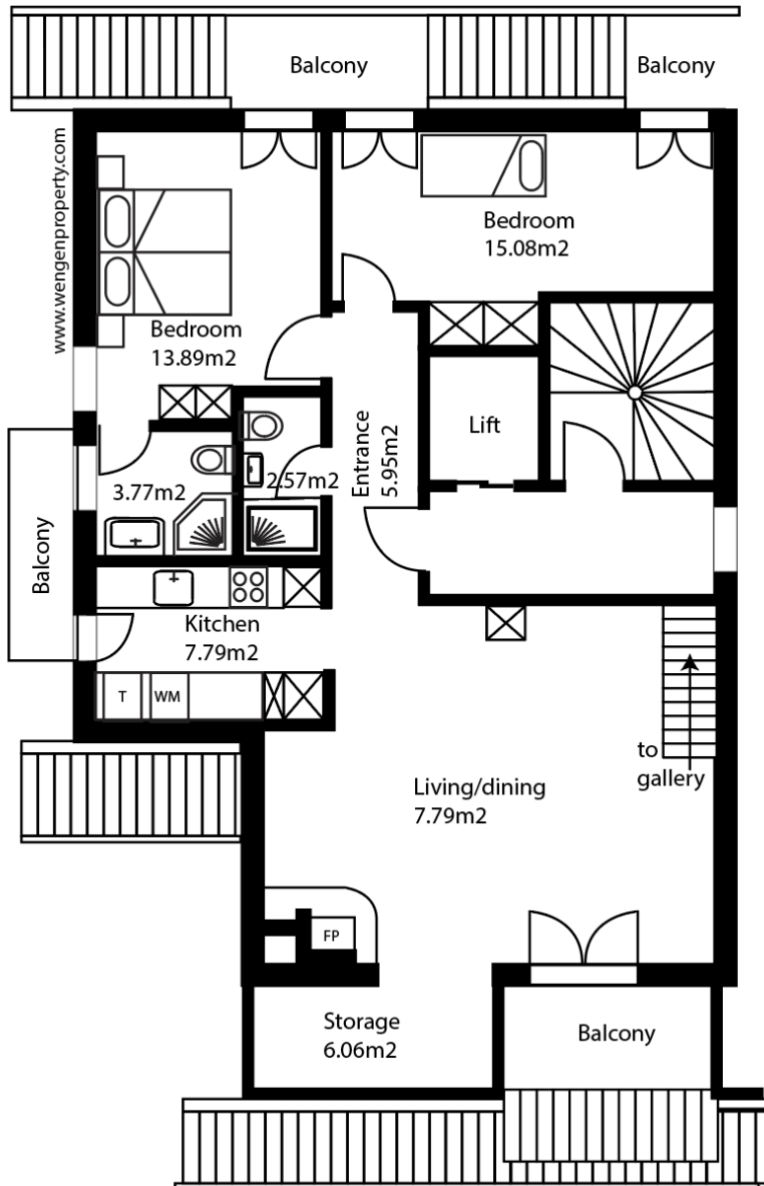 Balcony
Balcony
www.wengenproperty.com
Bedroom
15.08m2
Bedroom
13.89m2
Lift
Entrance
5.95m2
2.57m2
3.77m2
Balcony
Kitchen
7.79m2
T
WM
to
gallery
Living/dining
7.79m2
FP
Storage
6.06m2
Balcony